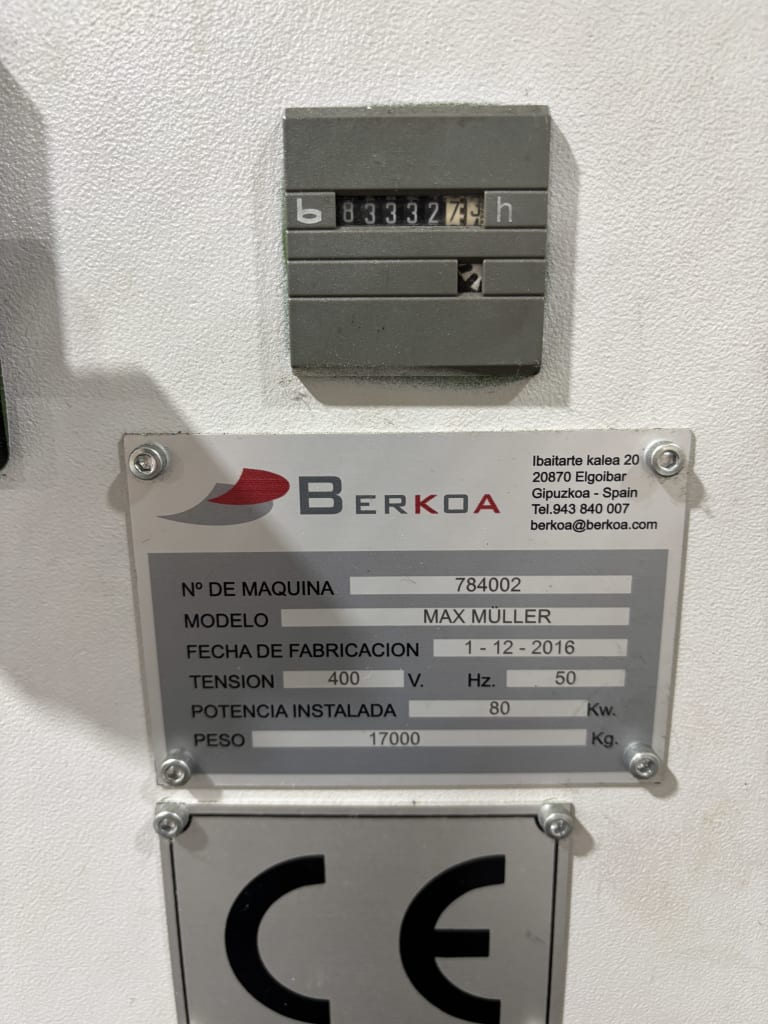 b 83332 73 h
BERKOA
Ibaitarte kalea 20
20870 Elgoibar
Gipuzkoa - Spain
Tel.943 840 007
berkoa@berkoa.com
Nº DE MAQUINA 784002
MODELO MAX MÜLLER
FECHA DE FABRICACION 1 - 12 - 2016
TENSION 400 V. Hz. 50
POTENCIA INSTALADA 80 Kw.
PESO 17000 Kg.
CE